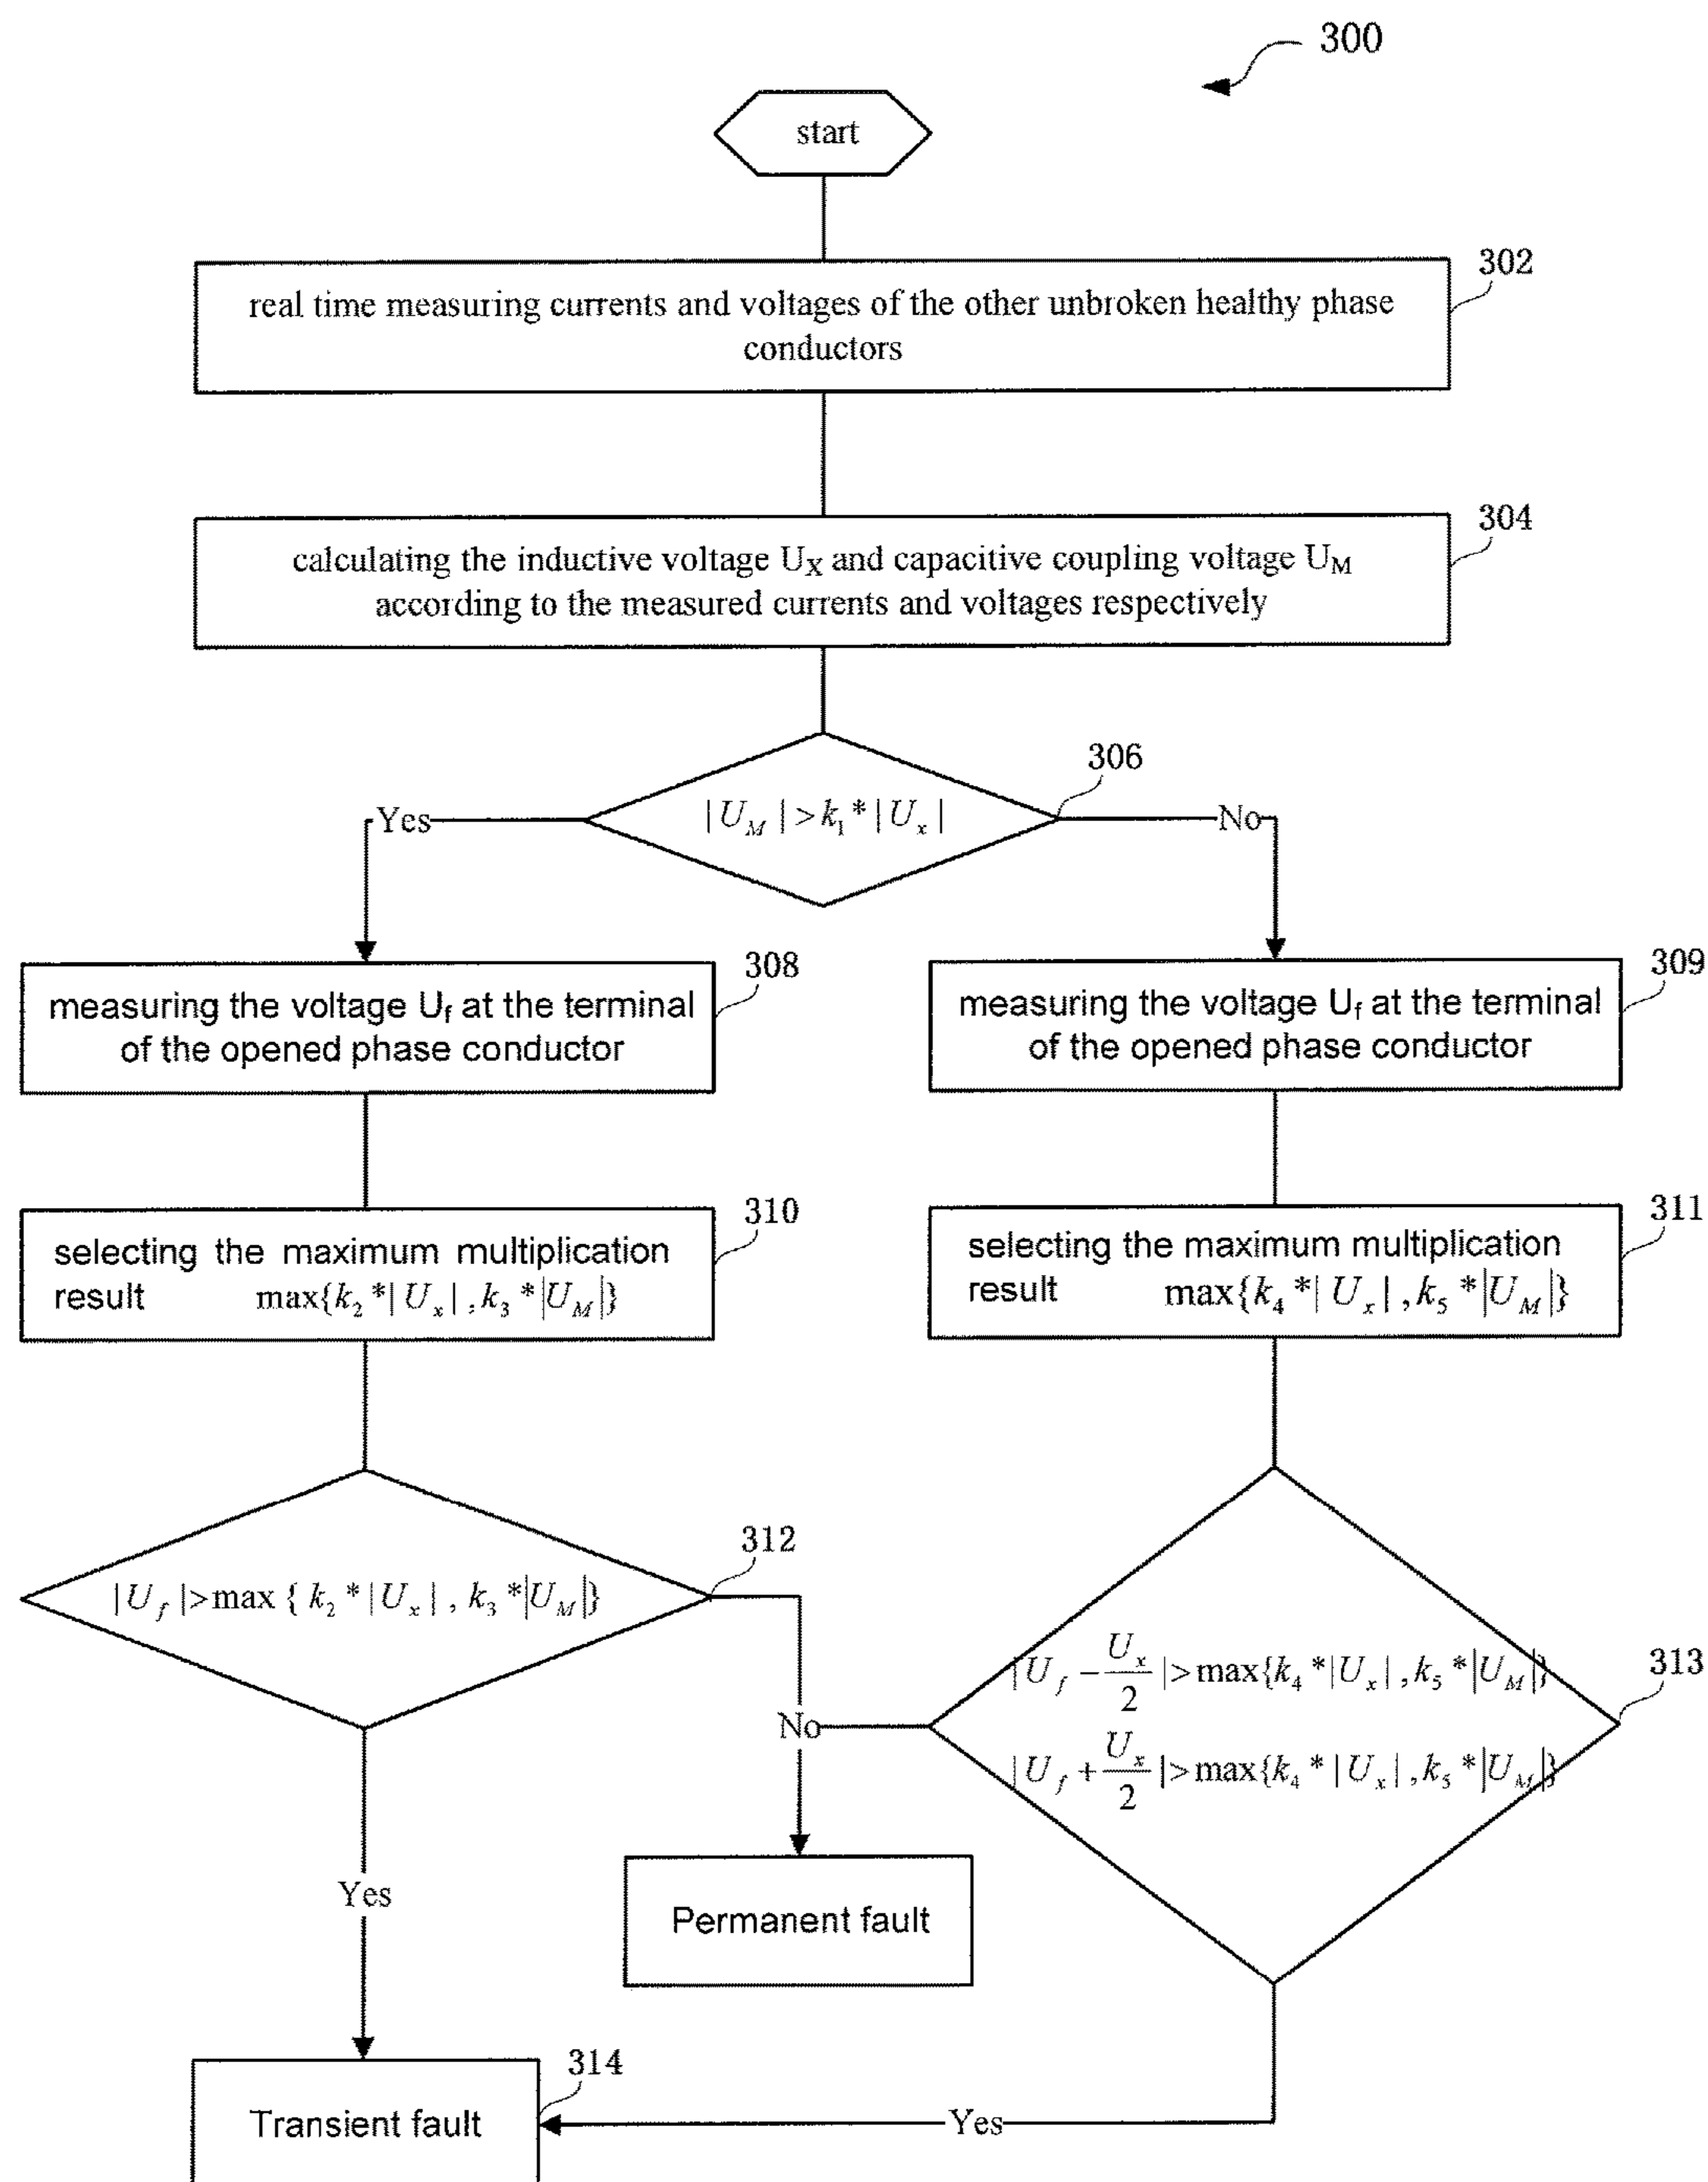 300
start
302
real time measuring currents and voltages of the other unbroken healthy phase
conductors
304
calculating the inductive voltage UX and capacitive coupling voltage UM
according to the measured currents and voltages respectively
306
|U_M|>k_1*|U_x|
Yes
No
308
measuring the voltage Uf at the terminal
of the opened phase conductor
309
measuring the voltage Uf at the terminal
of the opened phase conductor
310
selecting the maximum multiplication
result max{k_2*|U_x|,k_3*|U_M|}
311
selecting the maximum multiplication
result max{k_4*|U_x|,k_5*|U_M|}
312
|U_f|>max{k_2*|U_x|,k_3*|U_M|}
313
|U_f-U_x/2|>max{k_4*|U_x|,k_5*|U_M|}
|U_f+U_x/2|>max{k_4*|U_x|,k_5*|U_M|}
No
Yes
Permanent fault
314
Transient fault
Yes